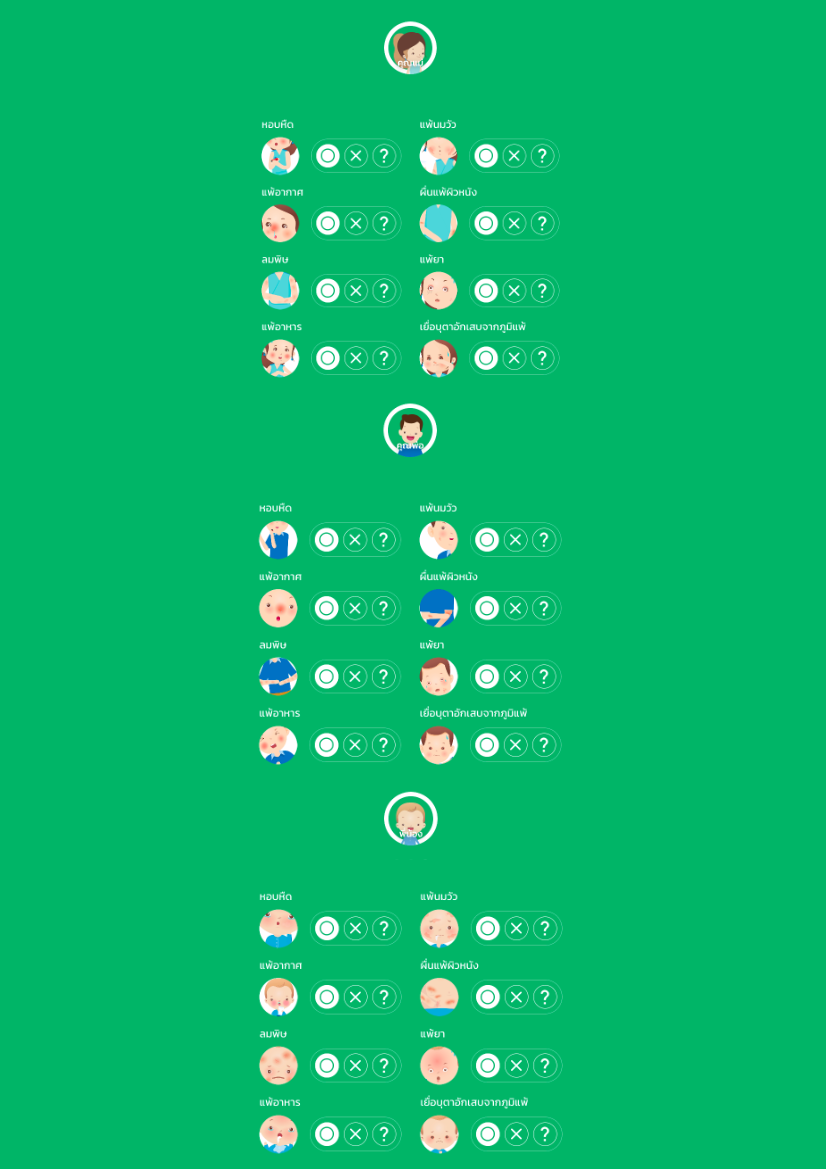 คุณแม่
หอบหืด แพ้นมวัว
? ?
แพ้อากาศ ผื่นแพ้ผิวหนัง
? ?
ลมพิษ แพ้ยา
? ?
แพ้อาหาร เยื่อบุตาอักเสบจากภูมิแพ้
? ?
คุณพ่อ
หอบหืด แพ้นมวัว
? ?
แพ้อากาศ ผื่นแพ้ผิวหนัง
? ?
ลมพิษ แพ้ยา
? ?
แพ้อาหาร เยื่อบุตาอักเสบจากภูมิแพ้
? ?
พี่น้อง
หอบหืด แพ้นมวัว
? ?
แพ้อากาศ ผื่นแพ้ผิวหนัง
? ?
ลมพิษ แพ้ยา
? ?
แพ้อาหาร เยื่อบุตาอักเสบจากภูมิแพ้
? ?